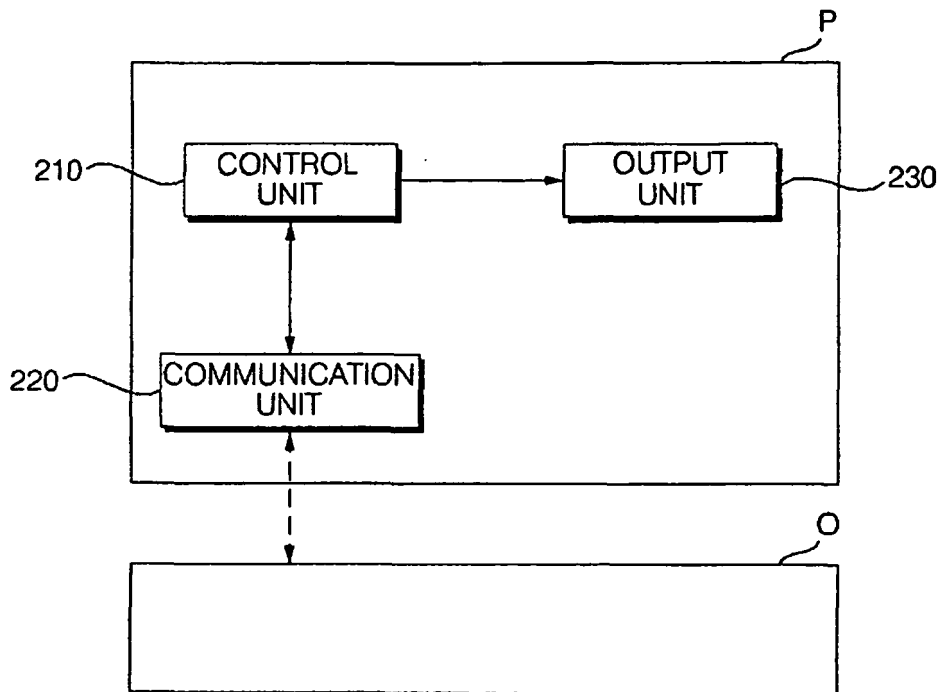 P
210
CONTROL
UNIT
OUTPUT
UNIT
230
220
COMMUNICATION
UNIT
O